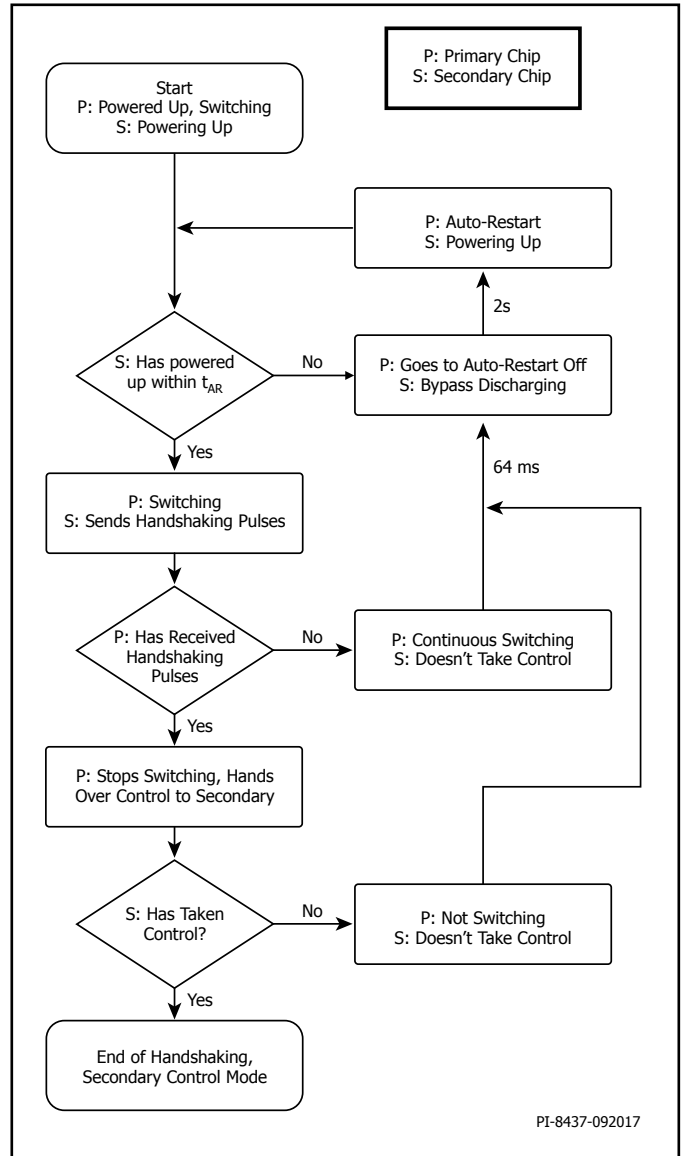 P: Primary Chip
S: Secondary Chip
Start
P: Powered Up, Switching
S: Powering Up
P: Auto-Restart
S: Powering Up
2s
S: Has powered
up within tAR
No
P: Goes to Auto-Restart Off
S: Bypass Discharging
Yes
64 ms
P: Switching
S: Sends Handshaking Pulses
P: Has Received
Handshaking
Pulses
No
P: Continuous Switching
S: Doesn't Take Control
Yes
P: Stops Switching, Hands
Over Control to Secondary
S: Has Taken
Control?
No
P: Not Switching
S: Doesn't Take Control
Yes
End of Handshaking,
Secondary Control Mode
PI-8437-092017